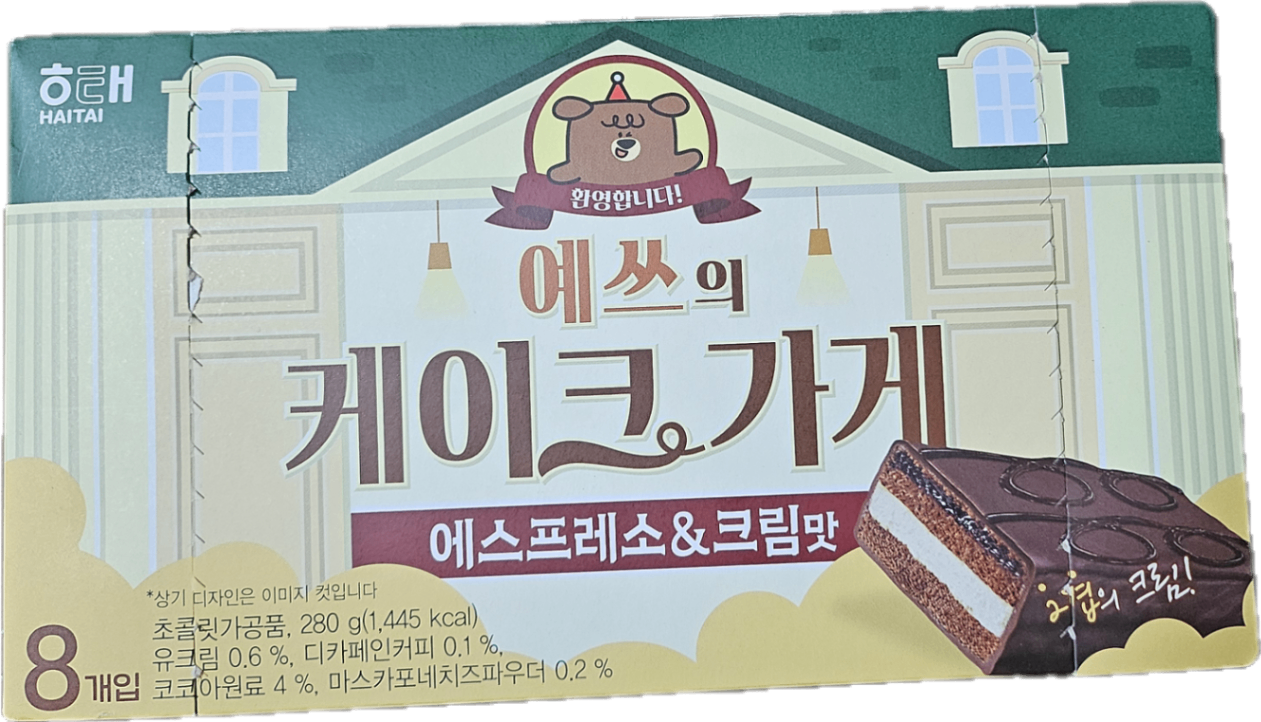 해태
HAITAI
환영합니다!
예쓰의
케이크 가게
에스프레소&크림맛
2겹의 크림!
*상기 디자인은 이미지 컷입니다
초콜릿가공품, 280 g(1,445 kcal)
유크림 0.6 %, 디카페인커피 0.1 %,
코코아원료 4 %, 마스카포네치즈파우더 0.2 %
8개입